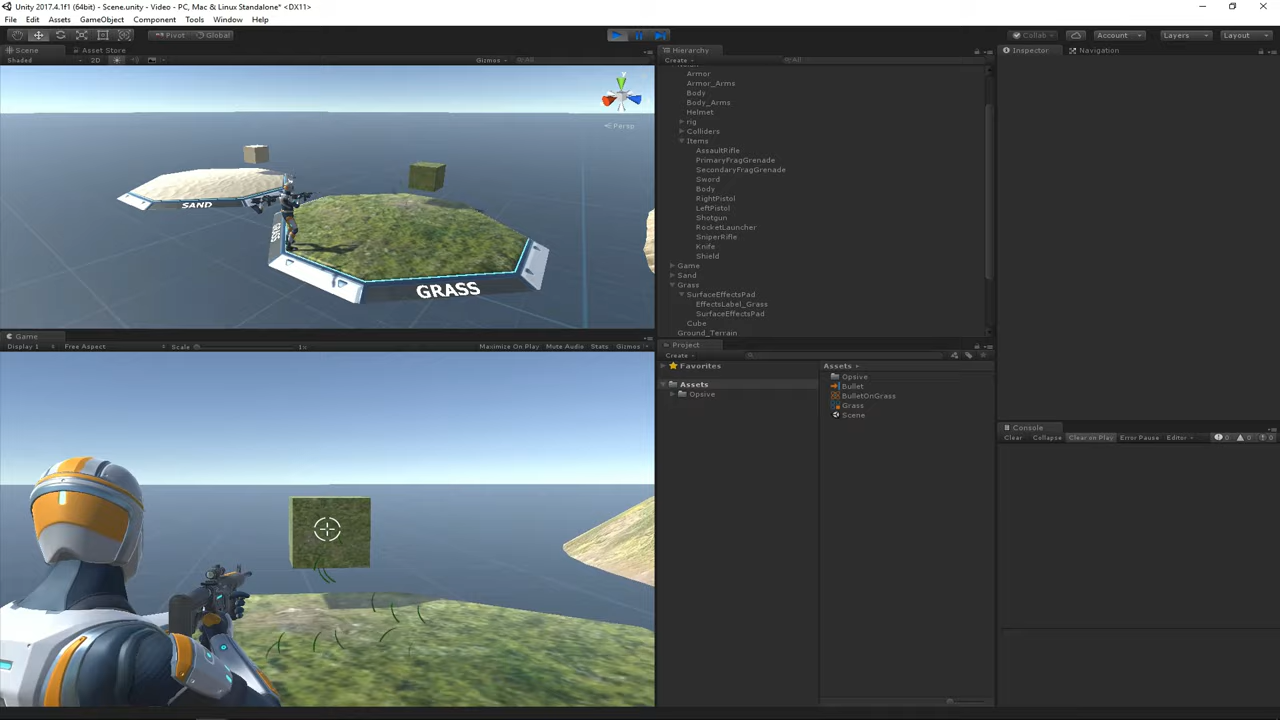 Unity 2017.4.1f1 (64bit) - Scene.unity - Video - PC, Mac & Linux Standalone* <DX11>
File Edit Assets GameObject Component Tools Window Help
Pivot Global Collab Account Layers Layout
Scene Asset Store
Shaded 2D Gizmos All
Persp
SAND
GRASS
Game
Display 1 Free Aspect Scale 1x Maximize On Play Mute Audio Stats Gizmos
Hierarchy
Create All
Armor
Armor_Arms
Body
Body_Arms
Helmet
rig
Colliders
Items
AssaultRifle
PrimaryFragGrenade
SecondaryFragGrenade
Sword
Body
RightPistol
LeftPistol
Shotgun
RocketLauncher
SniperRifle
Knife
Shield
Game
Sand
Grass
SurfaceEffectsPad
EffectsLabel_Grass
SurfaceEffectsPad
Cube
Ground_Terrain
Project
Create
Favorites
Assets
Opsive
Assets
Opsive
Bullet
BulletOnGrass
Grass
Scene
Inspector Navigation
Console
Clear Collapse Clear on Play Error Pause Editor 0 0 0